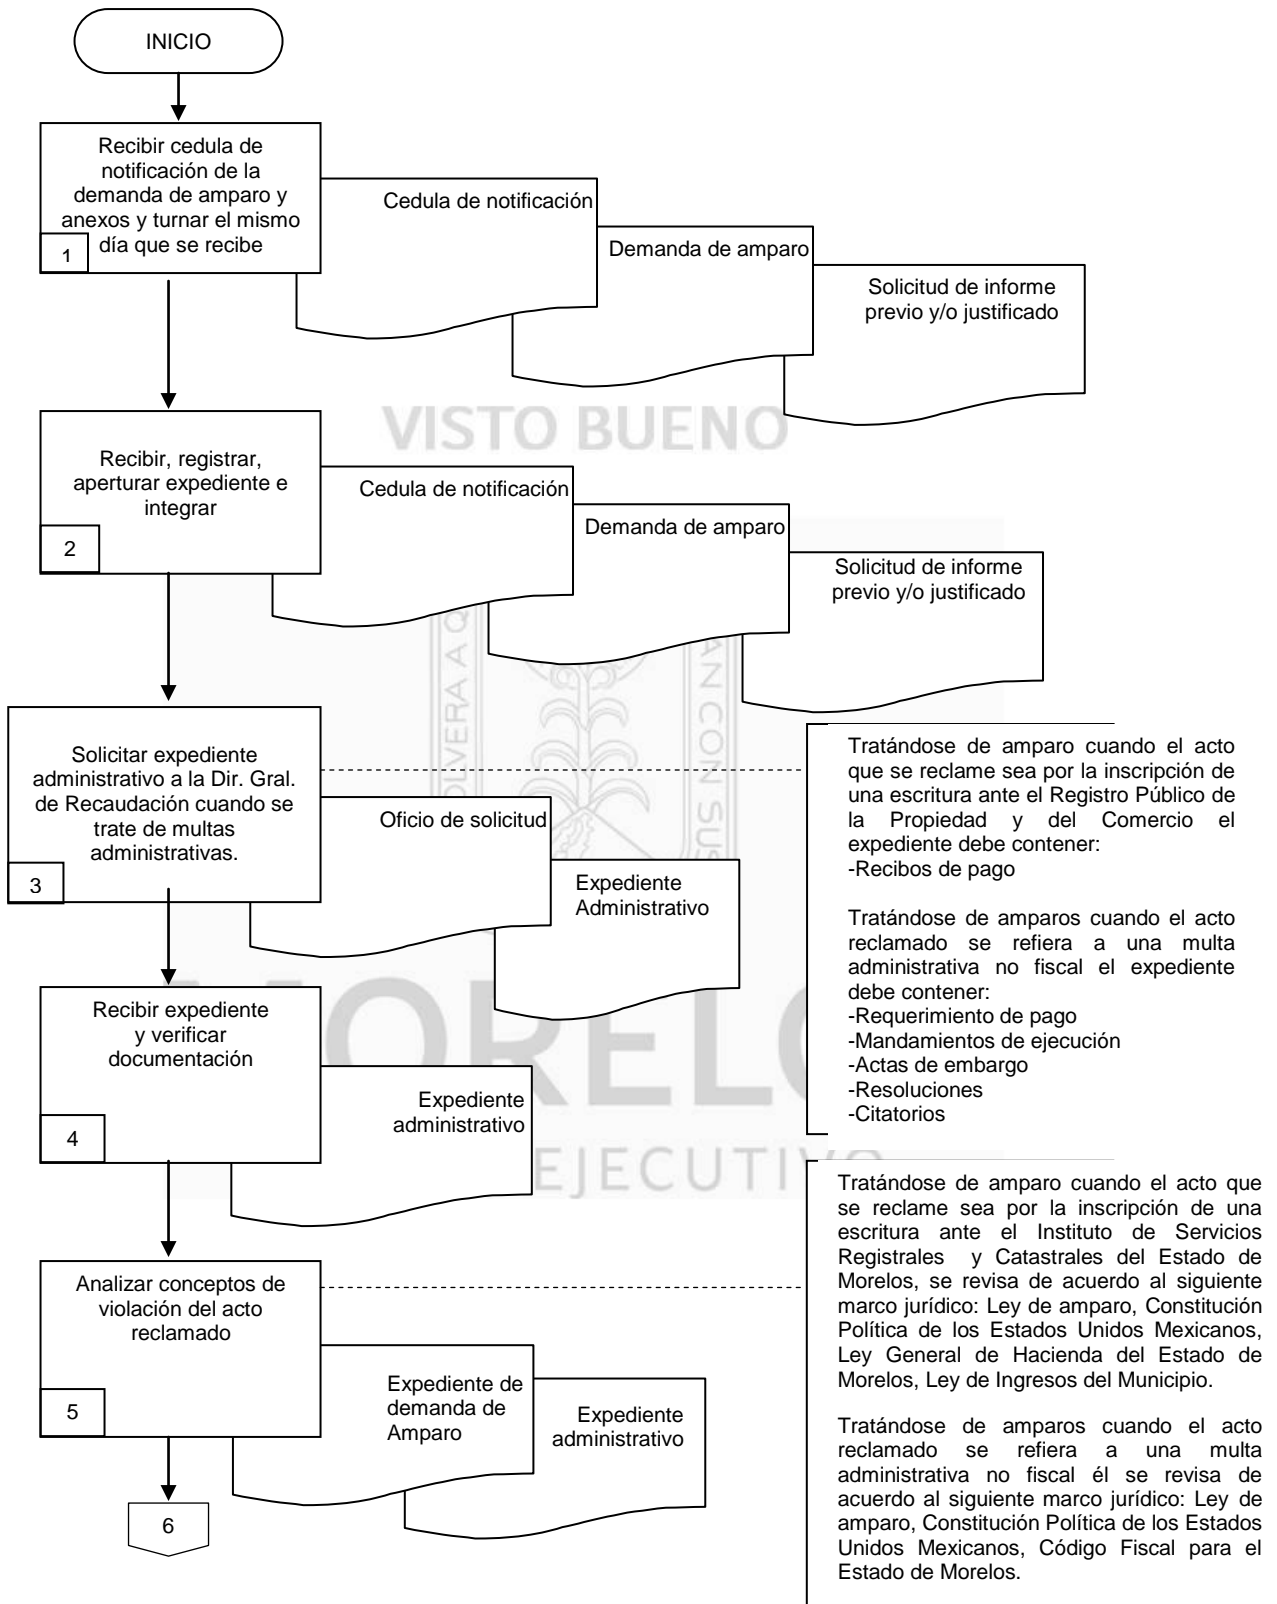 INICIO
Recibir cedula de
notificación de la
demanda de amparo y
anexos y turnar el mismo
día que se recibe
1
Cedula de notificación
Demanda de amparo
Solicitud de informe
previo y/o justificado
VISTO BUENO
Recibir, registrar,
aperturar expediente e
integrar
2
Cedula de notificación
Demanda de amparo
Solicitud de informe
previo y/o justificado
Solicitar expediente
administrativo a la Dir. Gral.
de Recaudación cuando se
trate de multas
administrativas.
3
Oficio de solicitud
Expediente
Administrativo
Tratándose de amparo cuando el acto
que se reclame sea por la inscripción de
una escritura ante el Registro Público de
la Propiedad y del Comercio el
expediente debe contener:
-Recibos de pago
Tratándose de amparos cuando el acto
reclamado se refiera a una multa
administrativa no fiscal el expediente
debe contener:
-Requerimiento de pago
-Mandamientos de ejecución
-Actas de embargo
-Resoluciones
-Citatorios
Recibir expediente
y verificar
documentación
4
Expediente
administrativo
EJECUTIVO
Analizar conceptos de
violación del acto
reclamado
5
Expediente de
demanda de
Amparo
Expediente
administrativo
Tratándose de amparo cuando el acto que
se reclame sea por la inscripción de una
escritura ante el Instituto de Servicios
Registrales y Catastrales del Estado de
Morelos, se revisa de acuerdo al siguiente
marco jurídico: Ley de amparo, Constitución
Política de los Estados Unidos Mexicanos,
Ley General de Hacienda del Estado de
Morelos, Ley de Ingresos del Municipio.
Tratándose de amparos cuando el acto
reclamado se refiera a una multa
administrativa no fiscal él se revisa de
acuerdo al siguiente marco jurídico: Ley de
amparo, Constitución Política de los Estados
Unidos Mexicanos, Código Fiscal para el
Estado de Morelos.
6